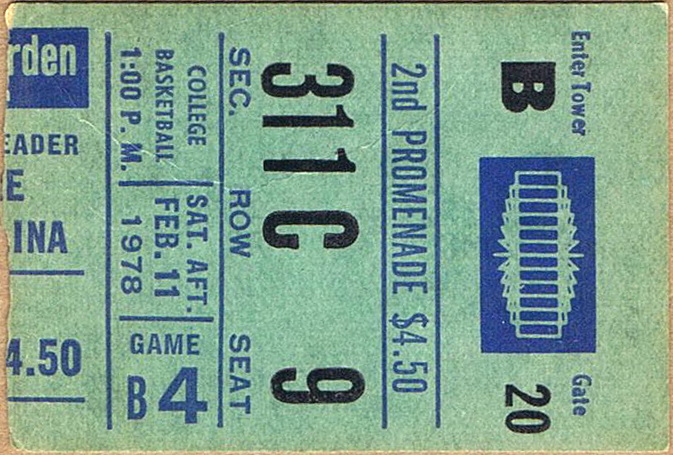 rden
EADER
E
INA
4.50
COLLEGE
BASKETBALL
1:00 P.M.
SAT. AFT.
FEB. 11
1978
GAME
B4
SEC. ROW SEAT
311 C 9
2nd PROMENADE $4.50
Enter Tower
B
Gate
20